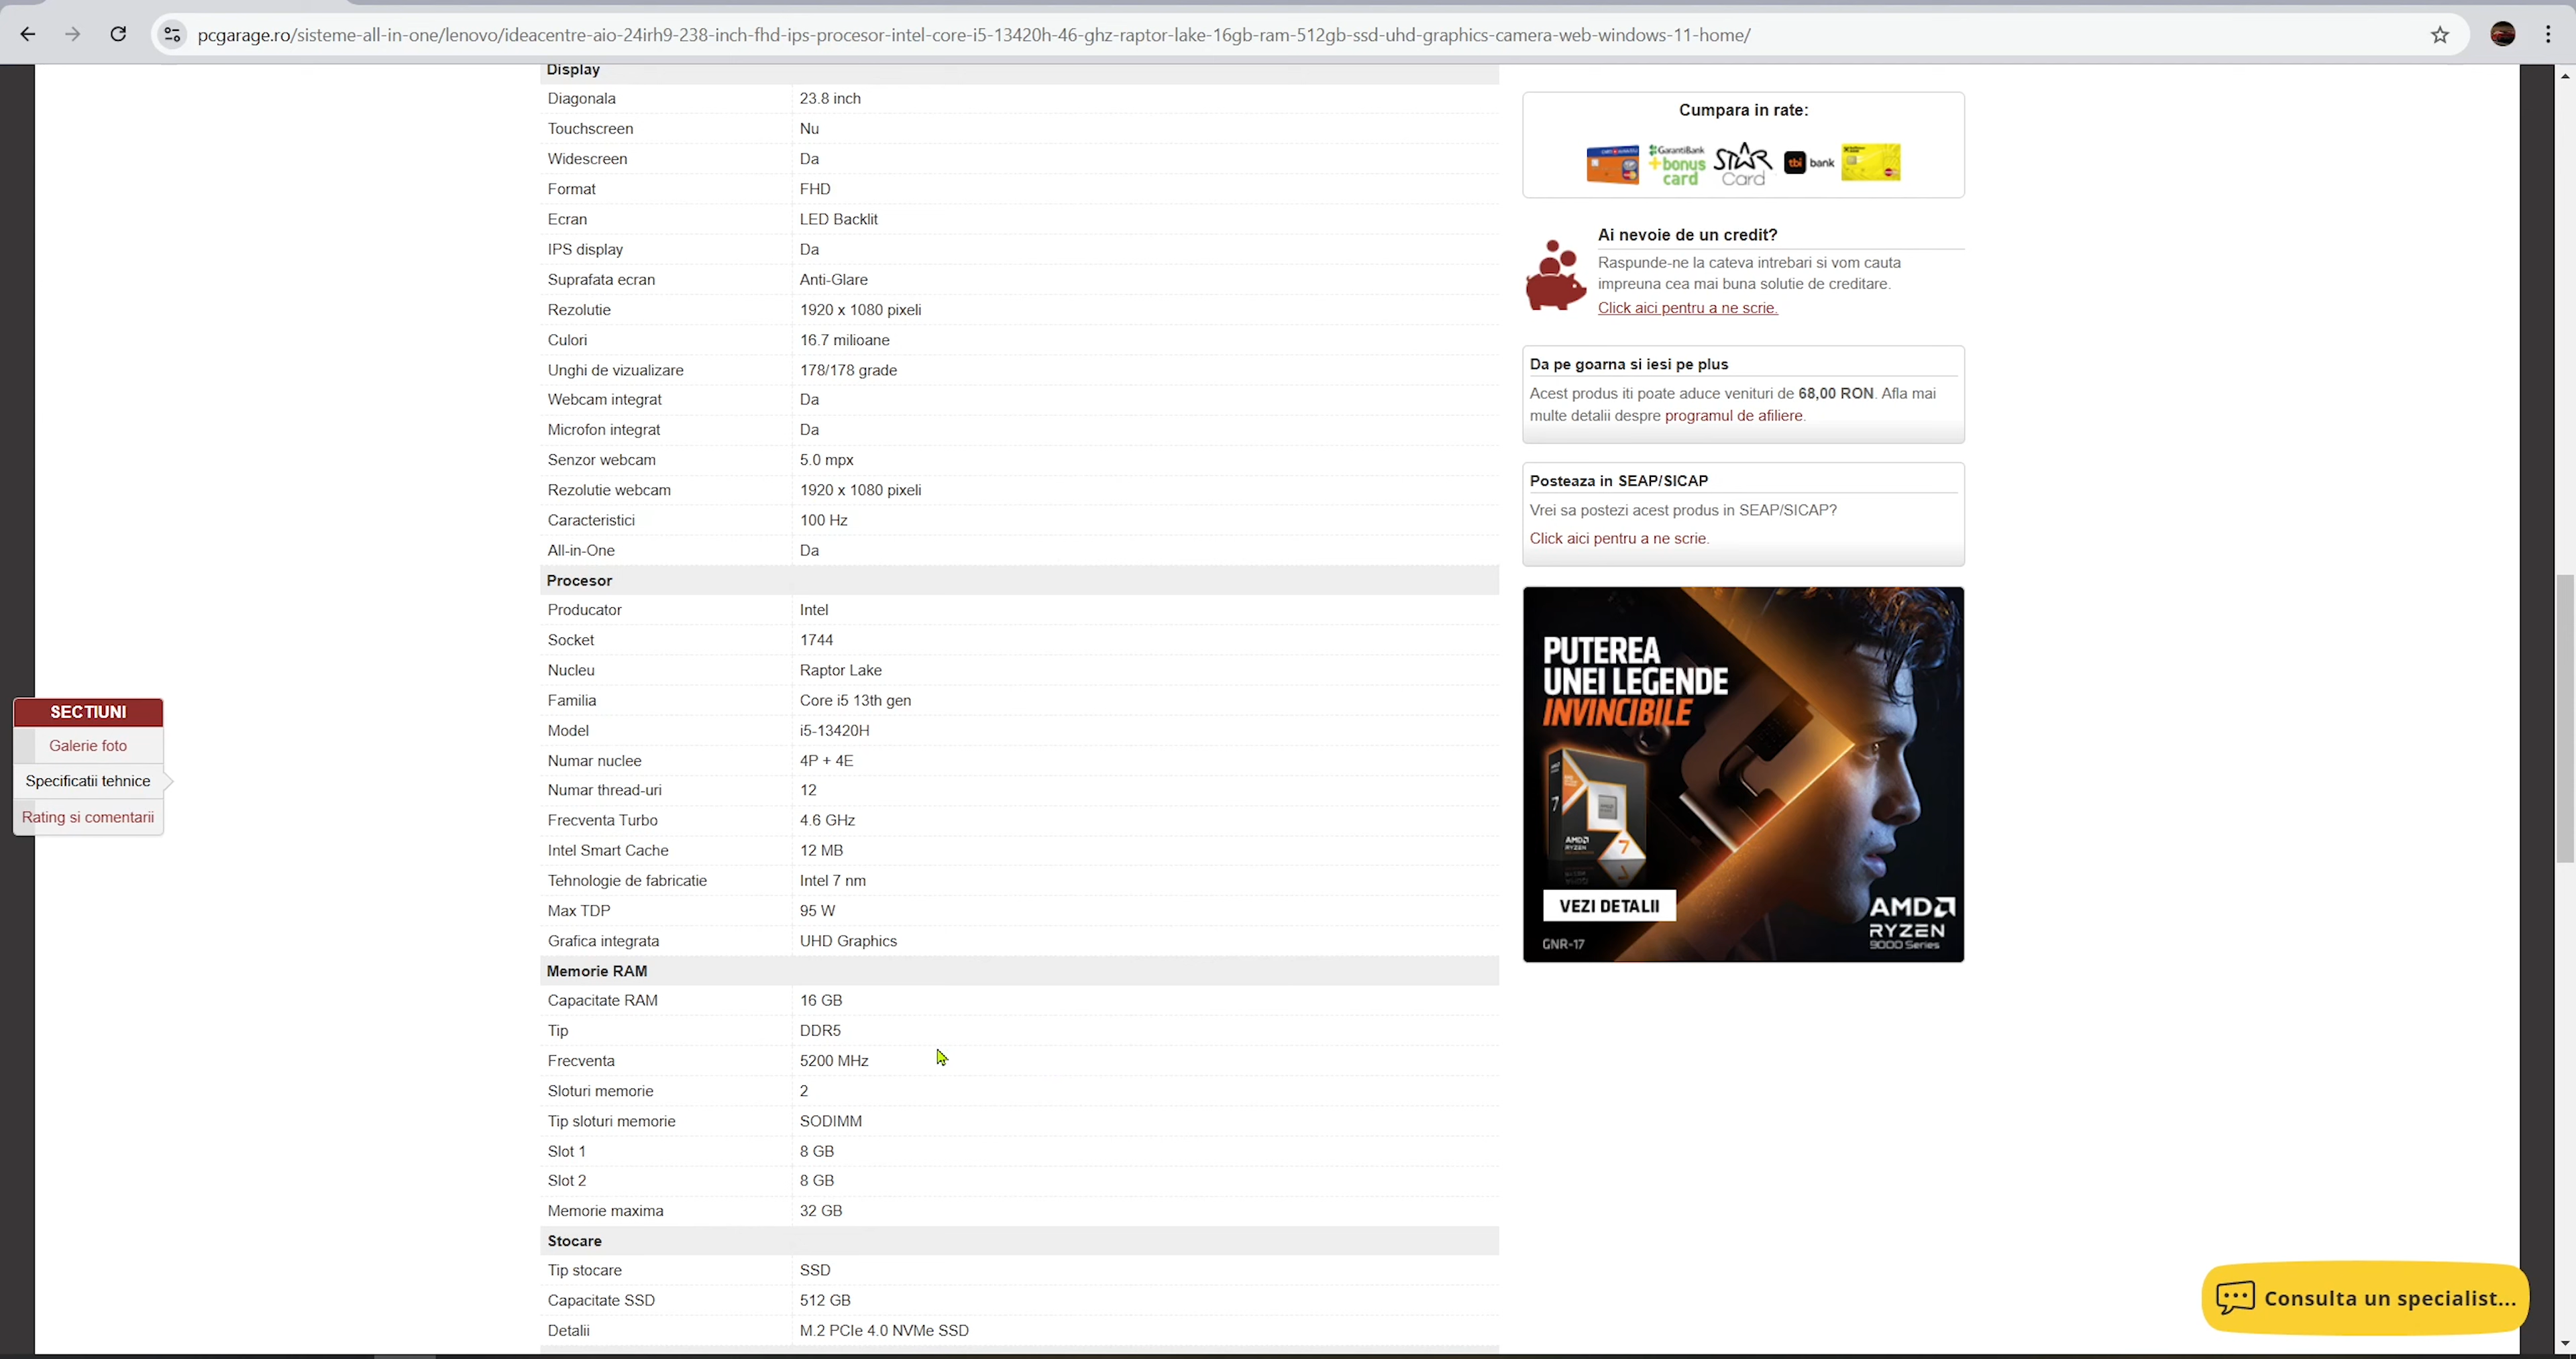 pcgarage.ro/sisteme-all-in-one/lenovo/ideacentre-aio-24irh9-238-inch-fhd-ips-procesor-intel-core-i5-13420h-46-ghz-raptor-lake-16gb-ram-512gb-ssd-uhd-graphics-camera-web-windows-11-home/
Display
Diagonala 23.8 inch
Touchscreen Nu
Widescreen Da
Format FHD
Ecran LED Backlit
IPS display Da
Suprafata ecran Anti-Glare
Rezolutie 1920 x 1080 pixeli
Culori 16.7 milioane
Unghi de vizualizare 178/178 grade
Webcam integrat Da
Microfon integrat Da
Senzor webcam 5.0 mpx
Rezolutie webcam 1920 x 1080 pixeli
Caracteristici 100 Hz
All-in-One Da
Procesor
Producator Intel
Socket 1744
Nucleu Raptor Lake
Familia Core i5 13th gen
Model i5-13420H
Numar nuclee 4P + 4E
Numar thread-uri 12
Frecventa Turbo 4.6 GHz
Intel Smart Cache 12 MB
Tehnologie de fabricatie Intel 7 nm
Max TDP 95 W
Grafica integrata UHD Graphics
Memorie RAM
Capacitate RAM 16 GB
Tip DDR5
Frecventa 5200 MHz
Sloturi memorie 2
Tip sloturi memorie SODIMM
Slot 1 8 GB
Slot 2 8 GB
Memorie maxima 32 GB
Stocare
Tip stocare SSD
Capacitate SSD 512 GB
Detalii M.2 PCIe 4.0 NVMe SSD
SECTIUNI
Galerie foto
Specificatii tehnice
Rating si comentarii
Cumpara in rate:
GarantiBank
+bonus
card
STAR
Card
tbi bank
Ai nevoie de un credit?
Raspunde-ne la cateva intrebari si vom cauta
impreuna cea mai buna solutie de creditare.
Click aici pentru a ne scrie.
Da pe goarna si iesi pe plus
Acest produs iti poate aduce venituri de 68,00 RON. Afla mai
multe detalii despre programul de afiliere.
Posteaza in SEAP/SICAP
Vrei sa postezi acest produs in SEAP/SICAP?
Click aici pentru a ne scrie.
PUTEREA
UNEI LEGENDE
INVINCIBILE
7
AMD
RYZEN
7
VEZI DETALII
GNR-17
AMD
RYZEN
9000 Series
Consulta un specialist...